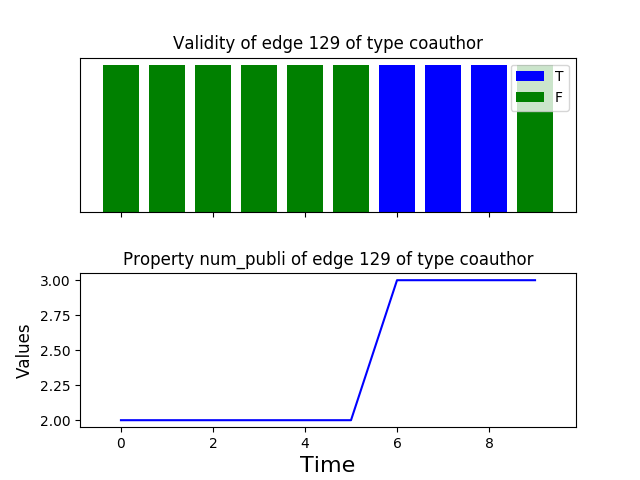 Validity of edge 129 of type coauthor
T
F
Property num_publi of edge 129 of type coauthor
3.00
2.75
2.50
2.25
2.00
Values
0 2 4 6 8
Time